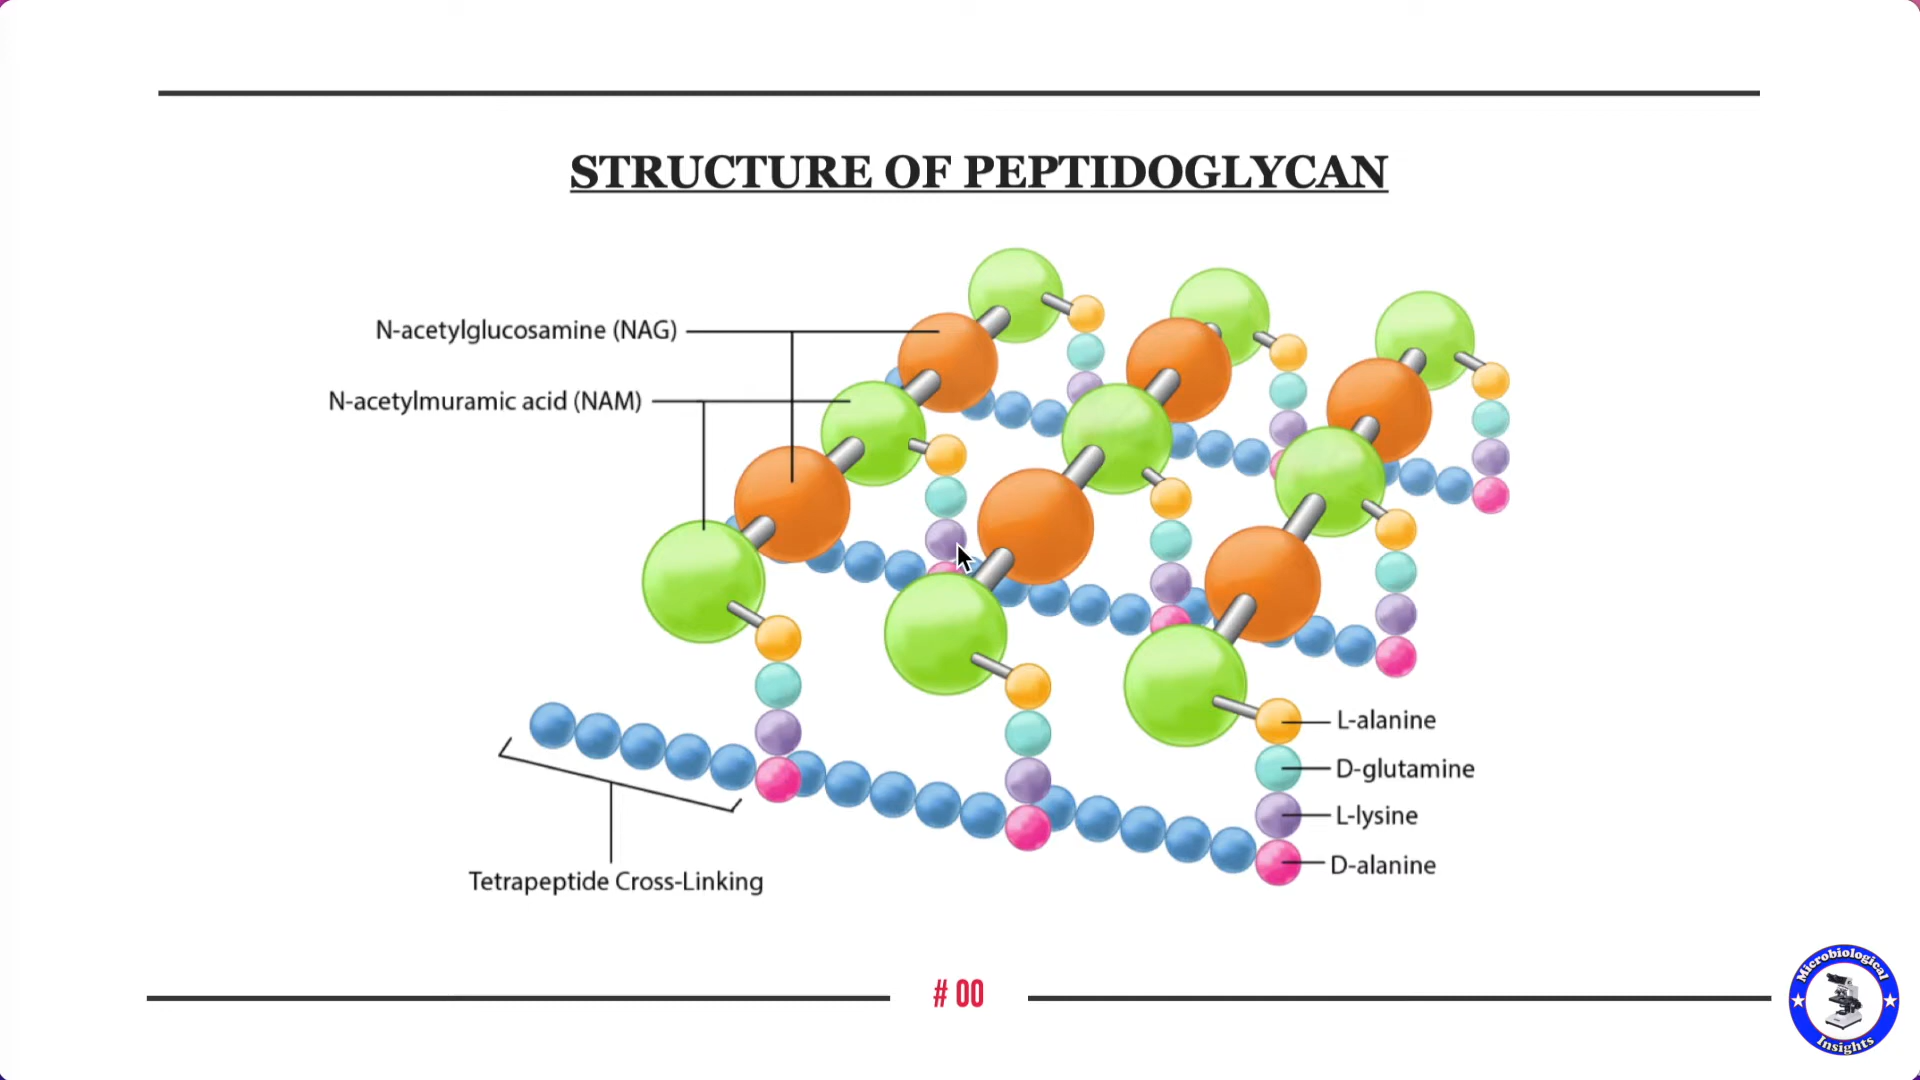 STRUCTURE OF PEPTIDOGLYCAN
N-acetylglucosamine (NAG)
N-acetylmuramic acid (NAM)
L-alanine
D-glutamine
L-lysine
D-alanine
Tetrapeptide Cross-Linking
# 00
Microbiological
Insights